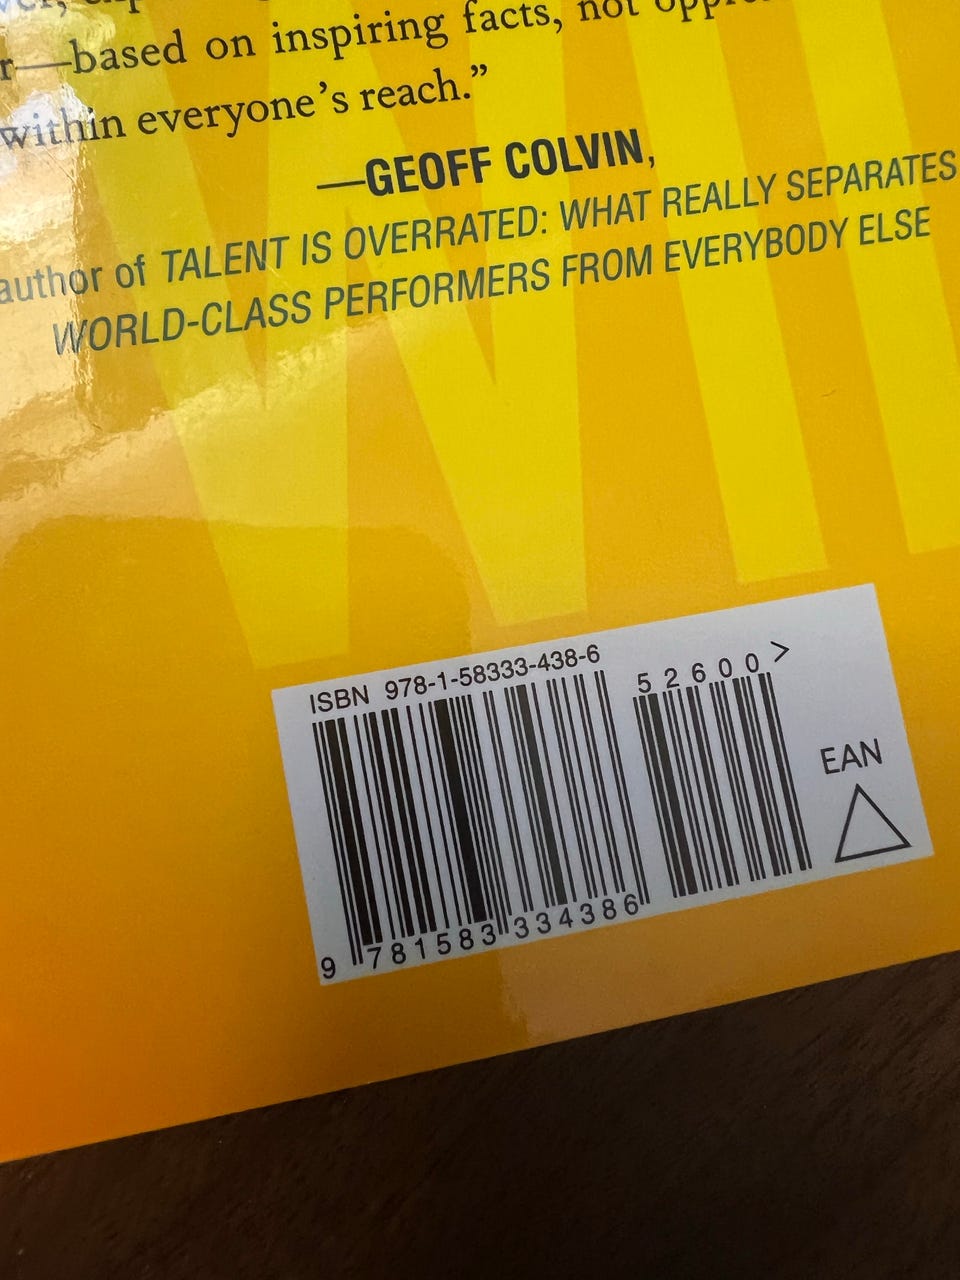 r—based on inspiring facts, not
within everyone's reach.”
—GEOFF COLVIN,
author of TALENT IS OVERRATED: WHAT REALLY SEPARATES
WORLD-CLASS PERFORMERS FROM EVERYBODY ELSE
ISBN 978-1-58333-438-6
52600>
EAN
9 781583 334386